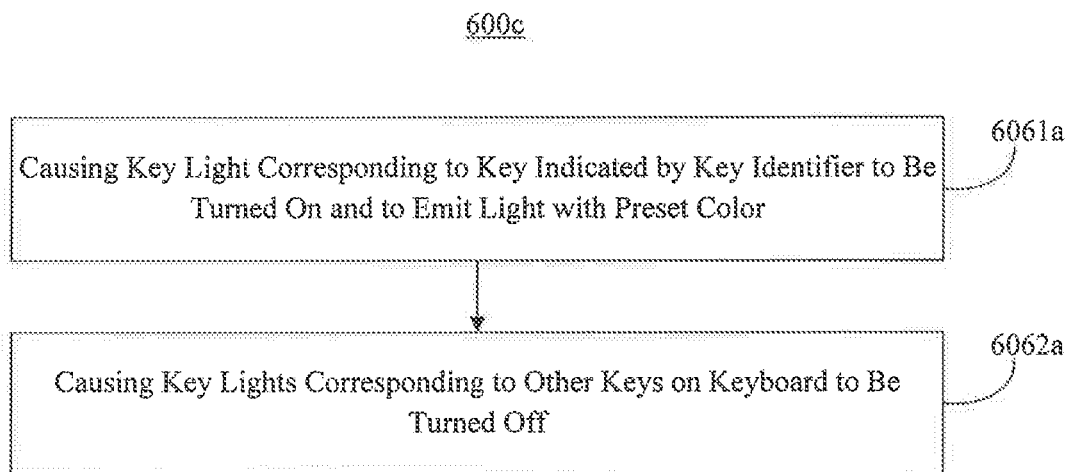 600c
6061a
Causing Key Light Corresponding to Key Indicated by Key Identifier to Be
Turned On and to Emit Light with Preset Color
6062a
Causing Key Lights Corresponding to Other Keys on Keyboard to Be
Turned Off